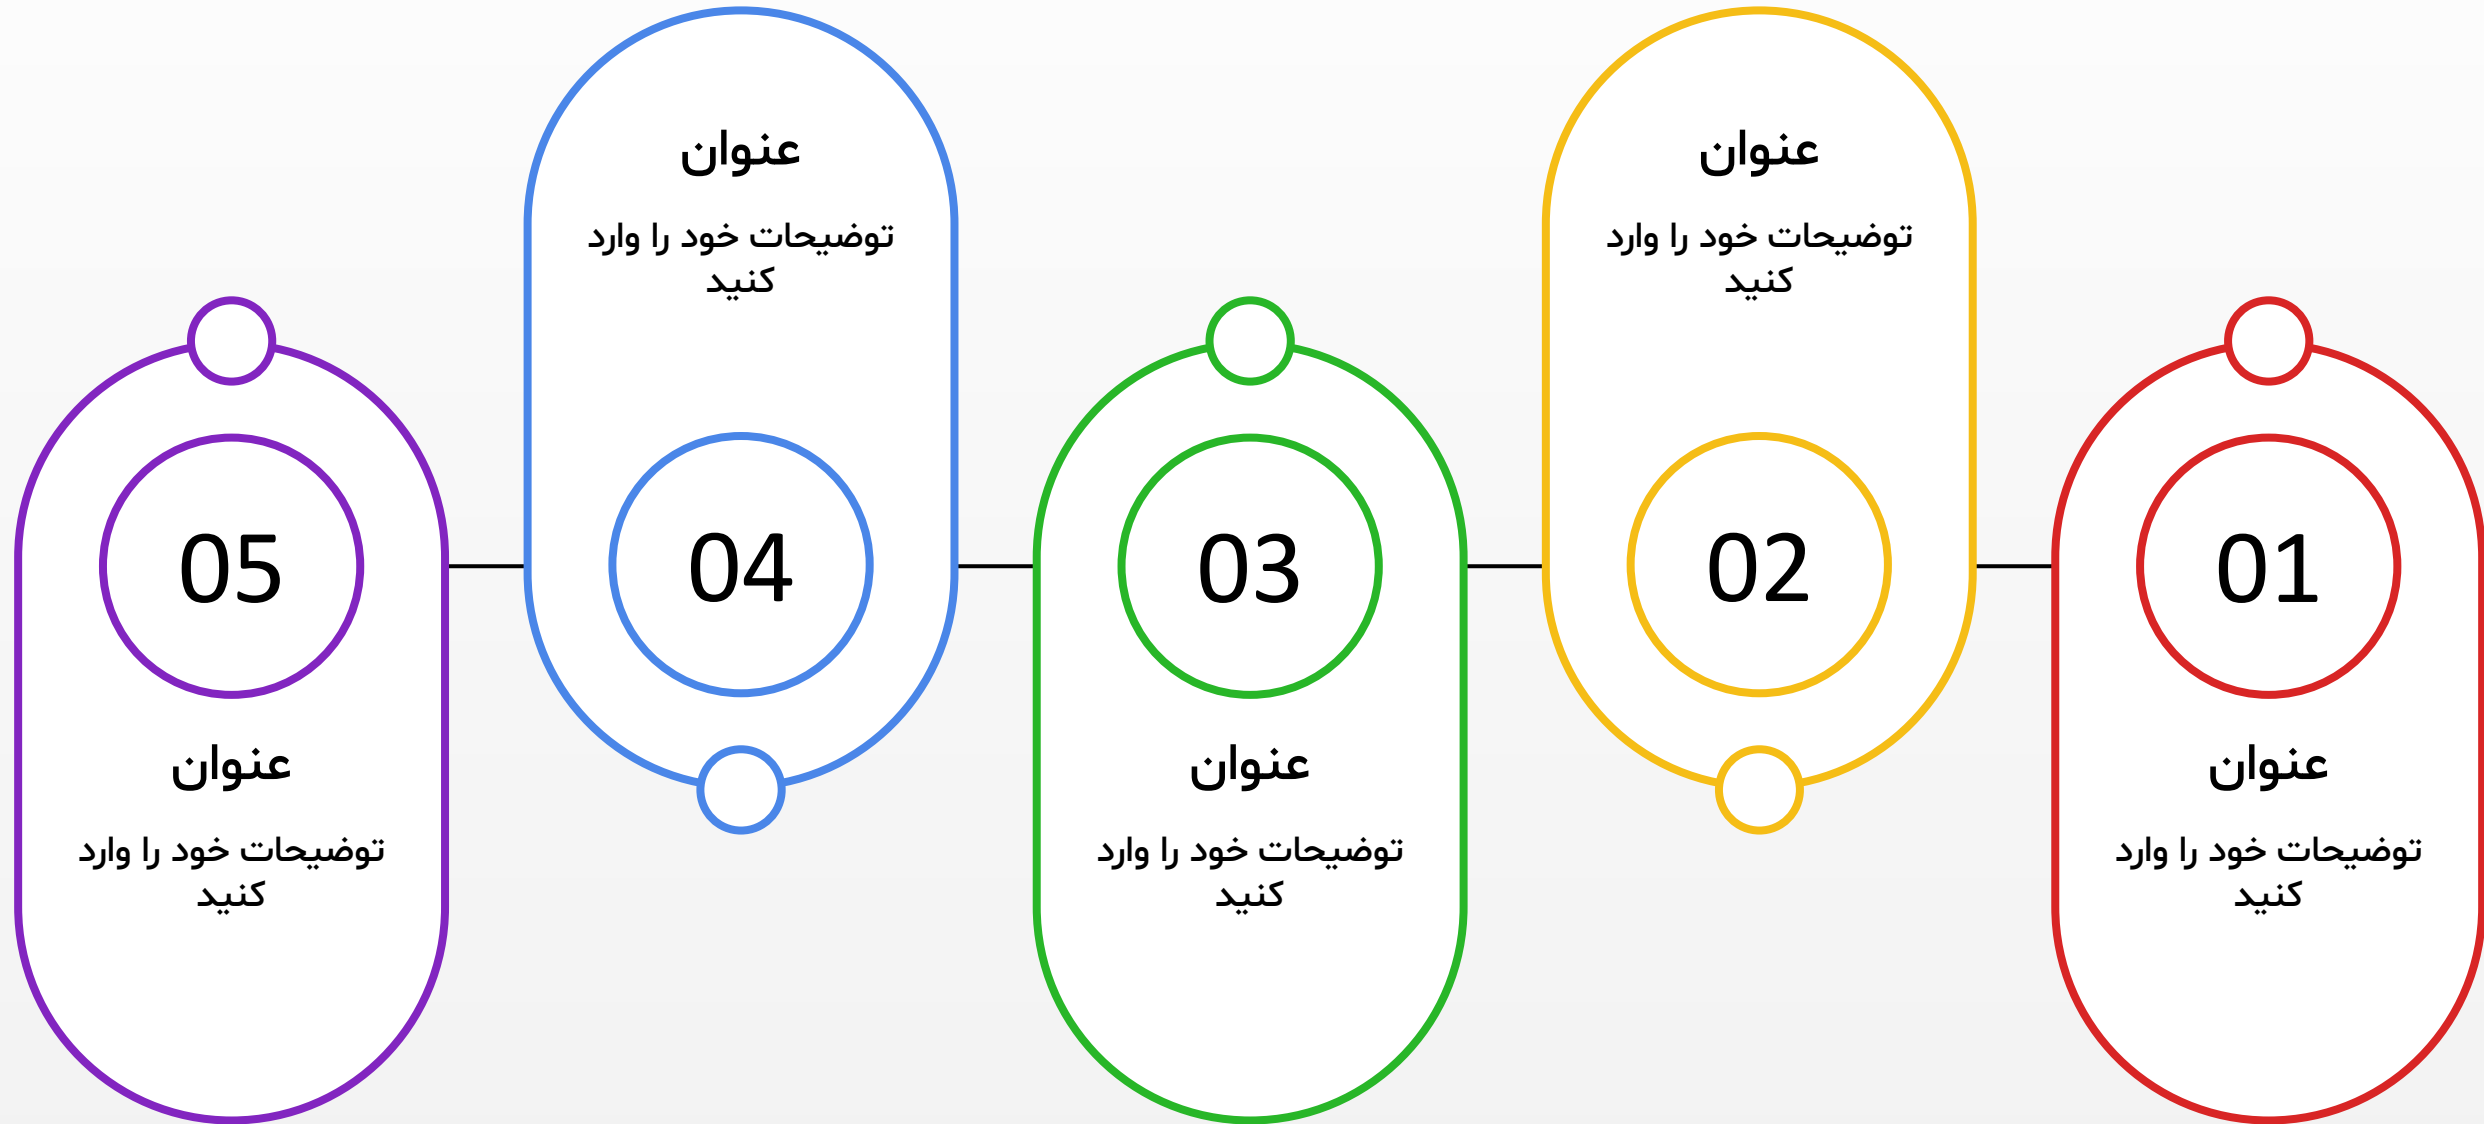 01
عنوان
توضیحات خود را وارد
کنید
عنوان
توضیحات خود را وارد
کنید
02
03
عنوان
توضیحات خود را وارد
کنید
عنوان
توضیحات خود را وارد
کنید
04
05
عنوان
توضیحات خود را وارد
کنید